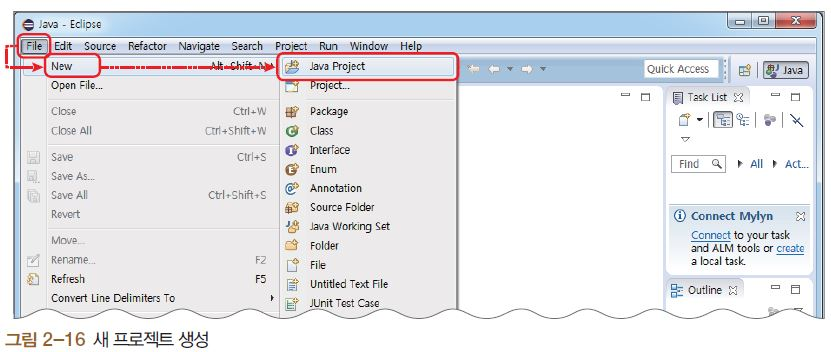 Java - Eclipse
File Edit Source Refactor Navigate Search Project Run Window Help
New Alt+Shift+N
Open File...
Close Ctrl+W
Close All Ctrl+Shift+W
Save Ctrl+S
Save As...
Save All Ctrl+Shift+S
Revert
Move...
Rename... F2
Refresh F5
Convert Line Delimiters To
Java Project
Project...
Package
Class
Interface
Enum
Annotation
Source Folder
Java Working Set
Folder
File
Untitled Text File
JUnit Test Case
Quick Access
Java
Task List
Find All Act...
Connect Mylyn
Connect to your task
and ALM tools or create
a local task.
Outline
그림 2-16 새 프로젝트 생성